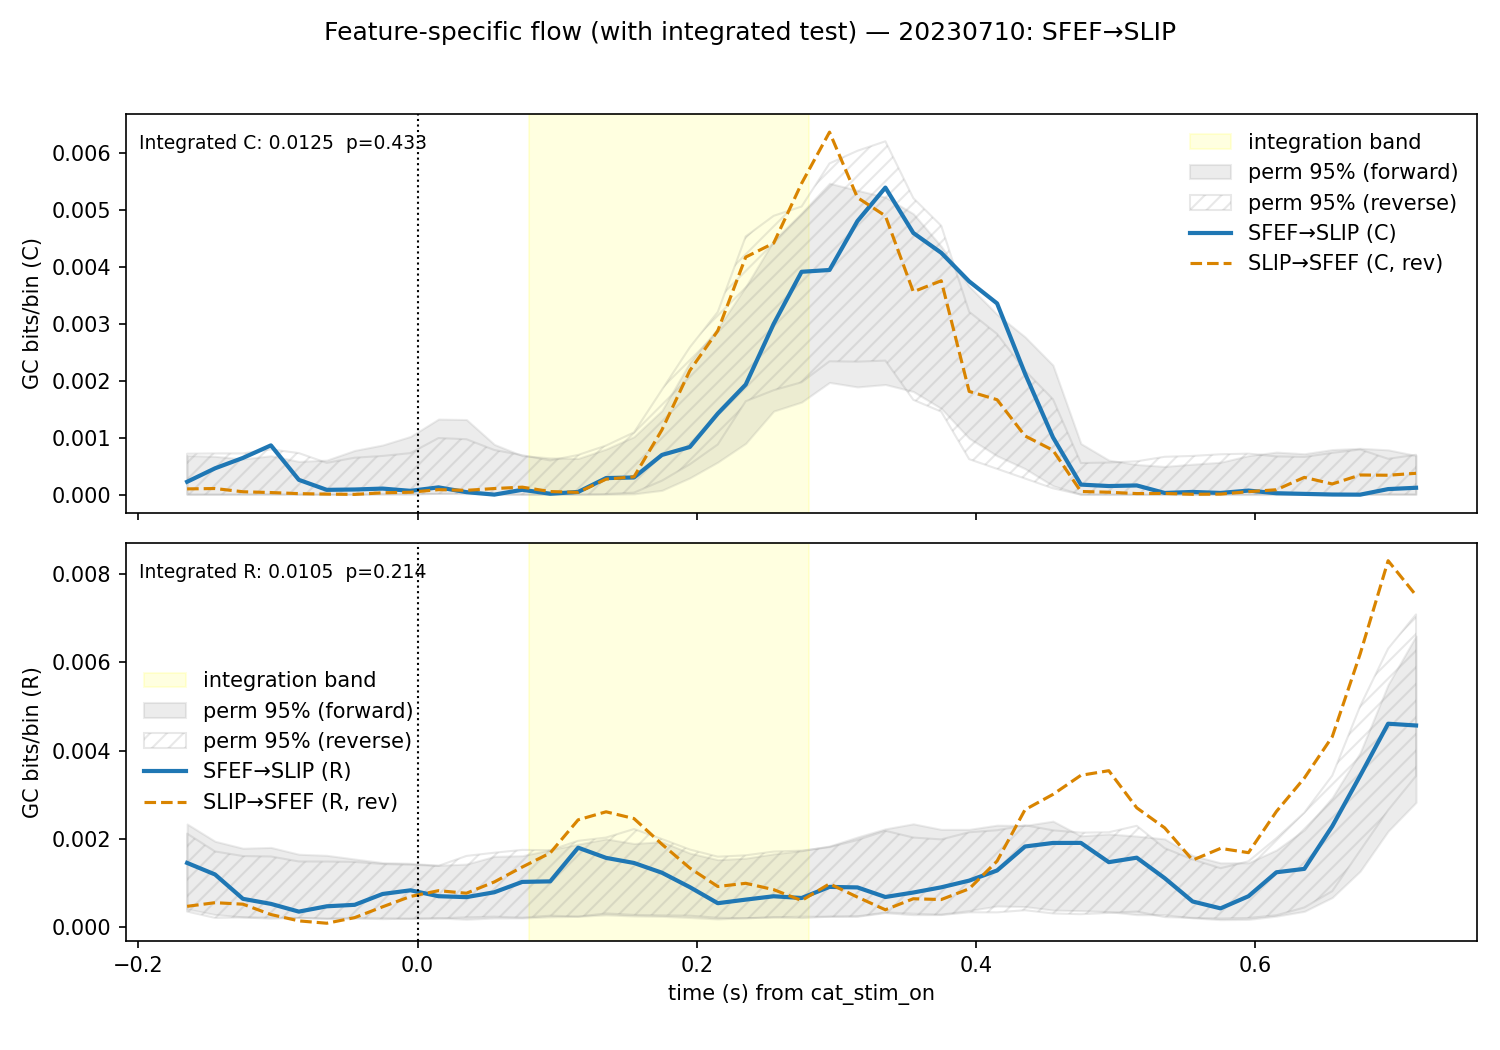 Feature-specific flow (with integrated test) — 20230710: SFEF→SLIP
Integrated C: 0.0125  p=0.433
integration band
perm 95% (forward)
perm 95% (reverse)
SFEF→SLIP (C)
SLIP→SFEF (C, rev)
GC bits/bin (C)
0.006
0.005
0.004
0.003
0.002
0.001
0.000
Integrated R: 0.0105  p=0.214
integration band
perm 95% (forward)
perm 95% (reverse)
SFEF→SLIP (R)
SLIP→SFEF (R, rev)
GC bits/bin (R)
0.008
0.006
0.004
0.002
0.000
−0.2 0.0 0.2 0.4 0.6
time (s) from cat_stim_on